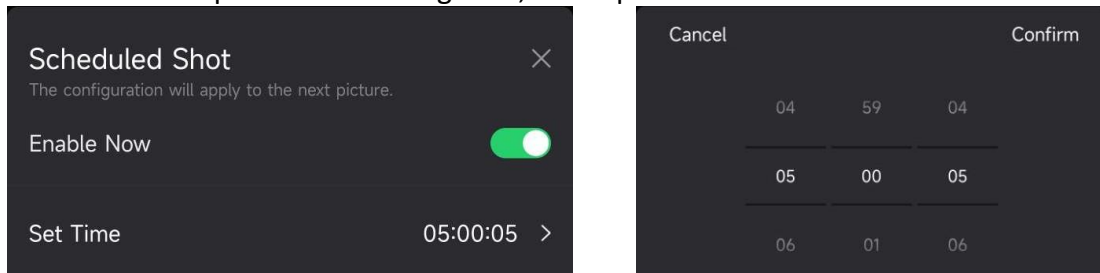 Scheduled Shot
The configuration will apply to the next picture.
Enable Now
Set Time 05:00:05 >
Cancel Confirm
04 59 04
05 00 05
06 01 06